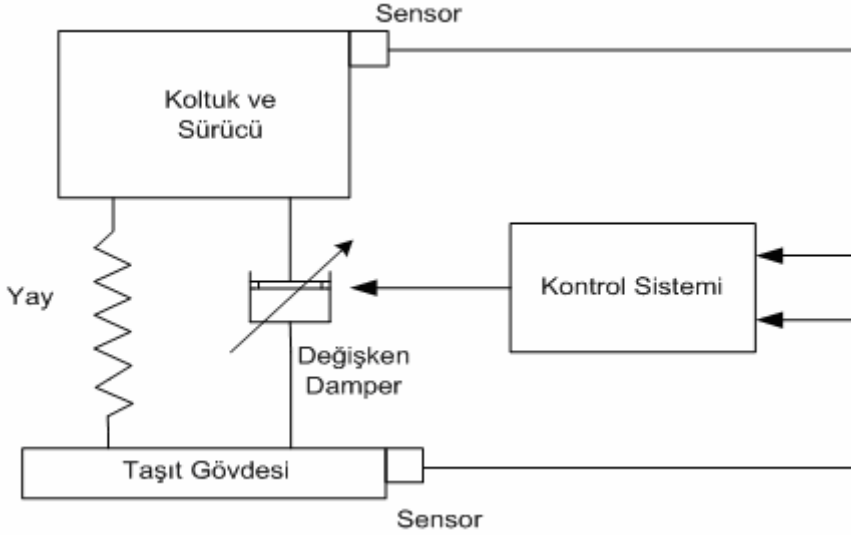 Sensor
Koltuk ve
Sürücü
Yay
Kontrol Sistemi
Değişken
Damper
Taşıt Gövdesi
Sensor